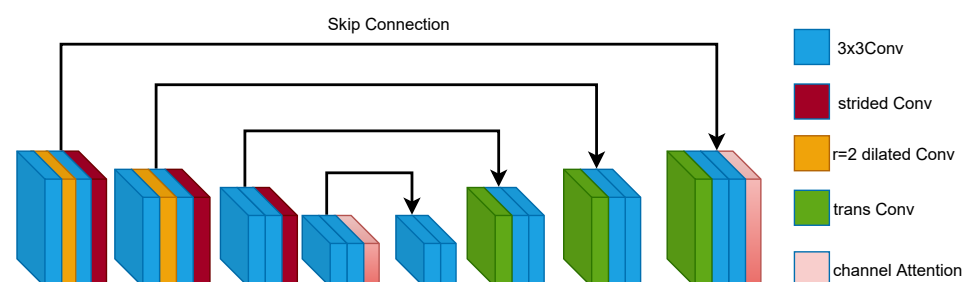 Skip Connection
3x3Conv
strided Conv
r=2 dilated Conv
trans Conv
channel Attention